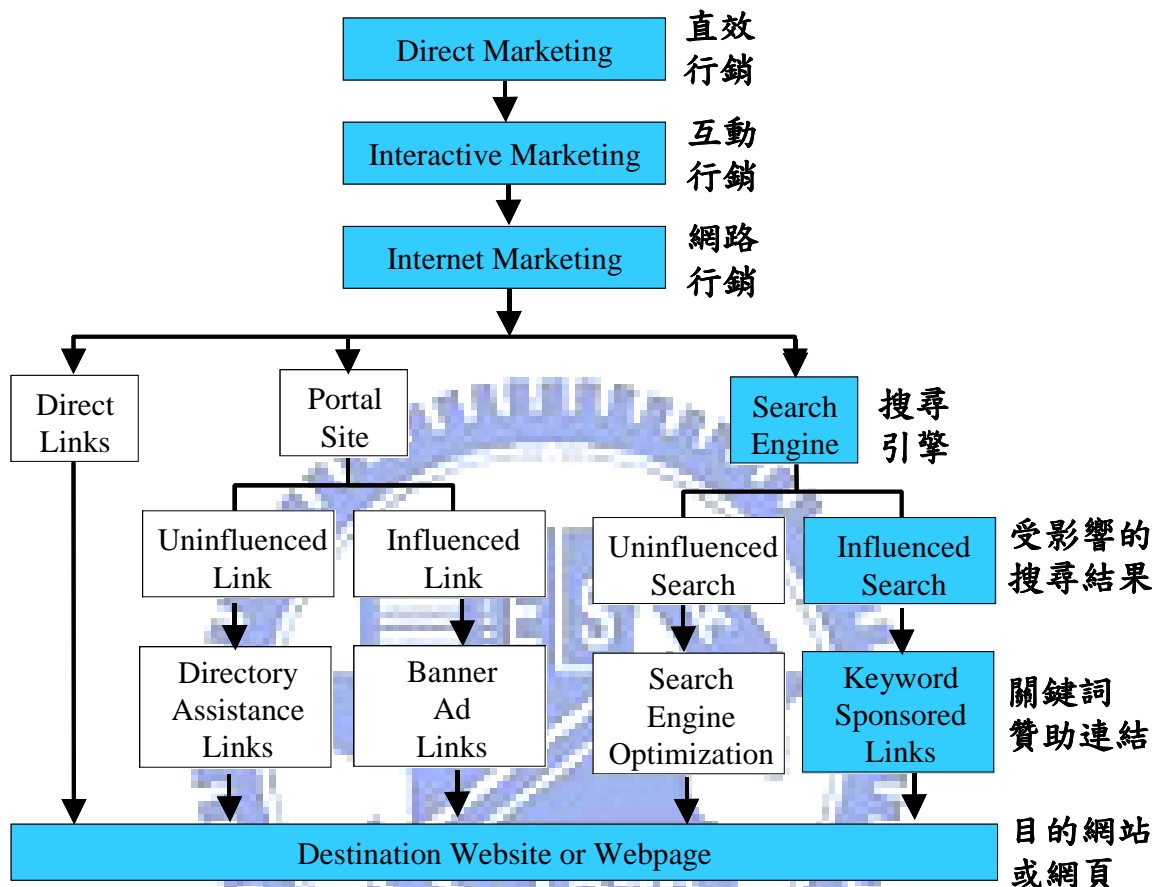 Direct Marketing
直效
行銷
Interactive Marketing
互動
行銷
Internet Marketing
網路
行銷
Direct
Links
Portal
Site
Search
Engine
搜尋
引擎
Uninfluenced
Link
Influenced
Link
Uninfluenced
Search
Influenced
Search
受影響的
搜尋結果
Directory
Assistance
Links
Banner
Ad
Links
Search
Engine
Optimization
Keyword
Sponsored
Links
關鍵詞
贊助連結
Destination Website or Webpage
目的網站
或網頁